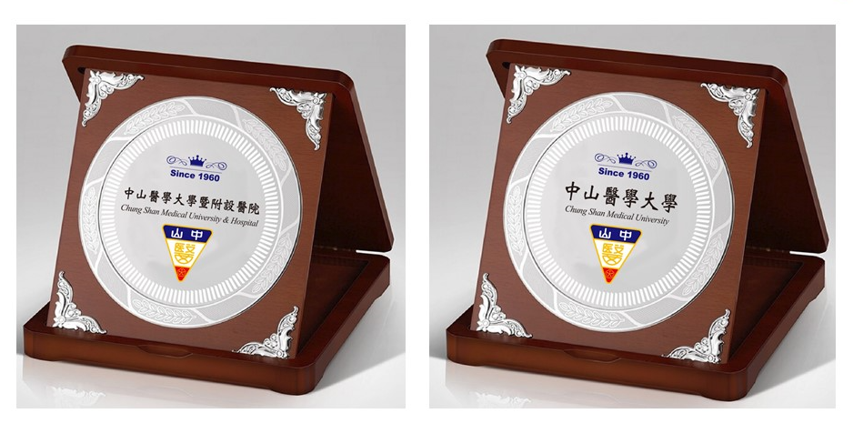 Since 1960
中山醫學大學暨附設醫院
Chung Shan Medical University & Hospital
山中
醫
Since 1960
中山醫學大學
Chung Shan Medical University
山中
醫